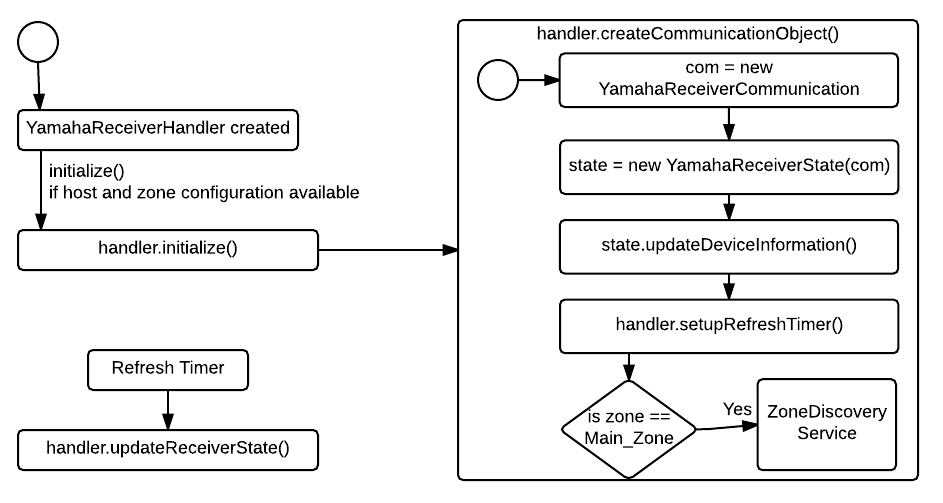 YamahaReceiverHandler created
initialize()
if host and zone configuration available
handler.initialize()
Refresh Timer
handler.updateReceiverState()
handler.createCommunicationObject()
com = new
YamahaReceiverCommunication
state = new YamahaReceiverState(com)
state.updateDeviceInformation()
handler.setupRefreshTimer()
is zone ==
Main_Zone
Yes
ZoneDiscovery
Service